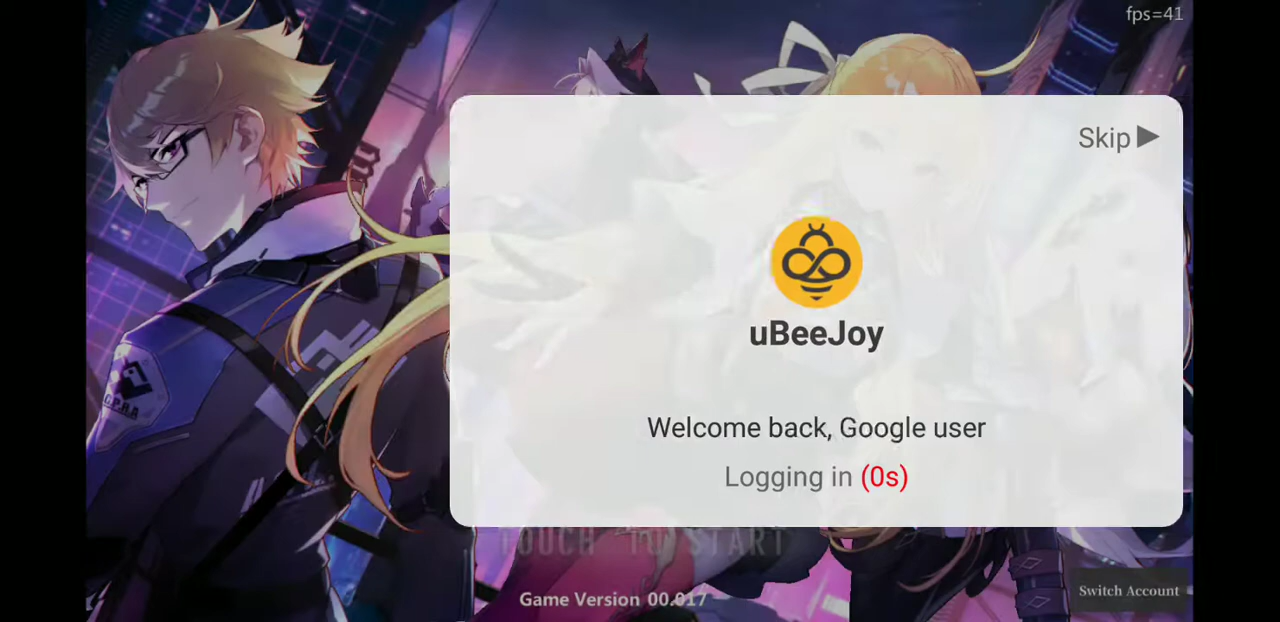 fps=41
Skip
uBeeJoy
Welcome back, Google user
Logging in (0s)
TOUCH TO START
Game Version 00.017
Switch Account